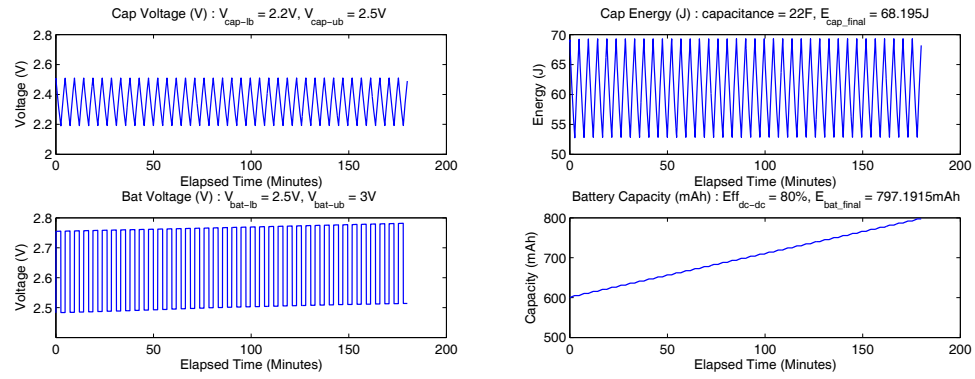 Cap Voltage (V) : V_cap-lb = 2.2V, V_cap-ub = 2.5V
2.8
2.6
2.4
2.2
2
Voltage (V)
0 50 100 150 200
Elapsed Time (Minutes)
Cap Energy (J) : capacitance = 22F, E_cap_final = 68.195J
70
65
60
55
50
Energy (J)
0 50 100 150 200
Elapsed Time (Minutes)
Bat Voltage (V) : V_bat-lb = 2.5V, V_bat-ub = 3V
2.8
2.7
2.6
2.5
Voltage (V)
0 50 100 150 200
Elapsed Time (Minutes)
Battery Capacity (mAh) : Eff_dc-dc = 80%, E_bat_final = 797.1915mAh
800
700
600
500
Capacity (mAh)
0 50 100 150 200
Elapsed Time (Minutes)